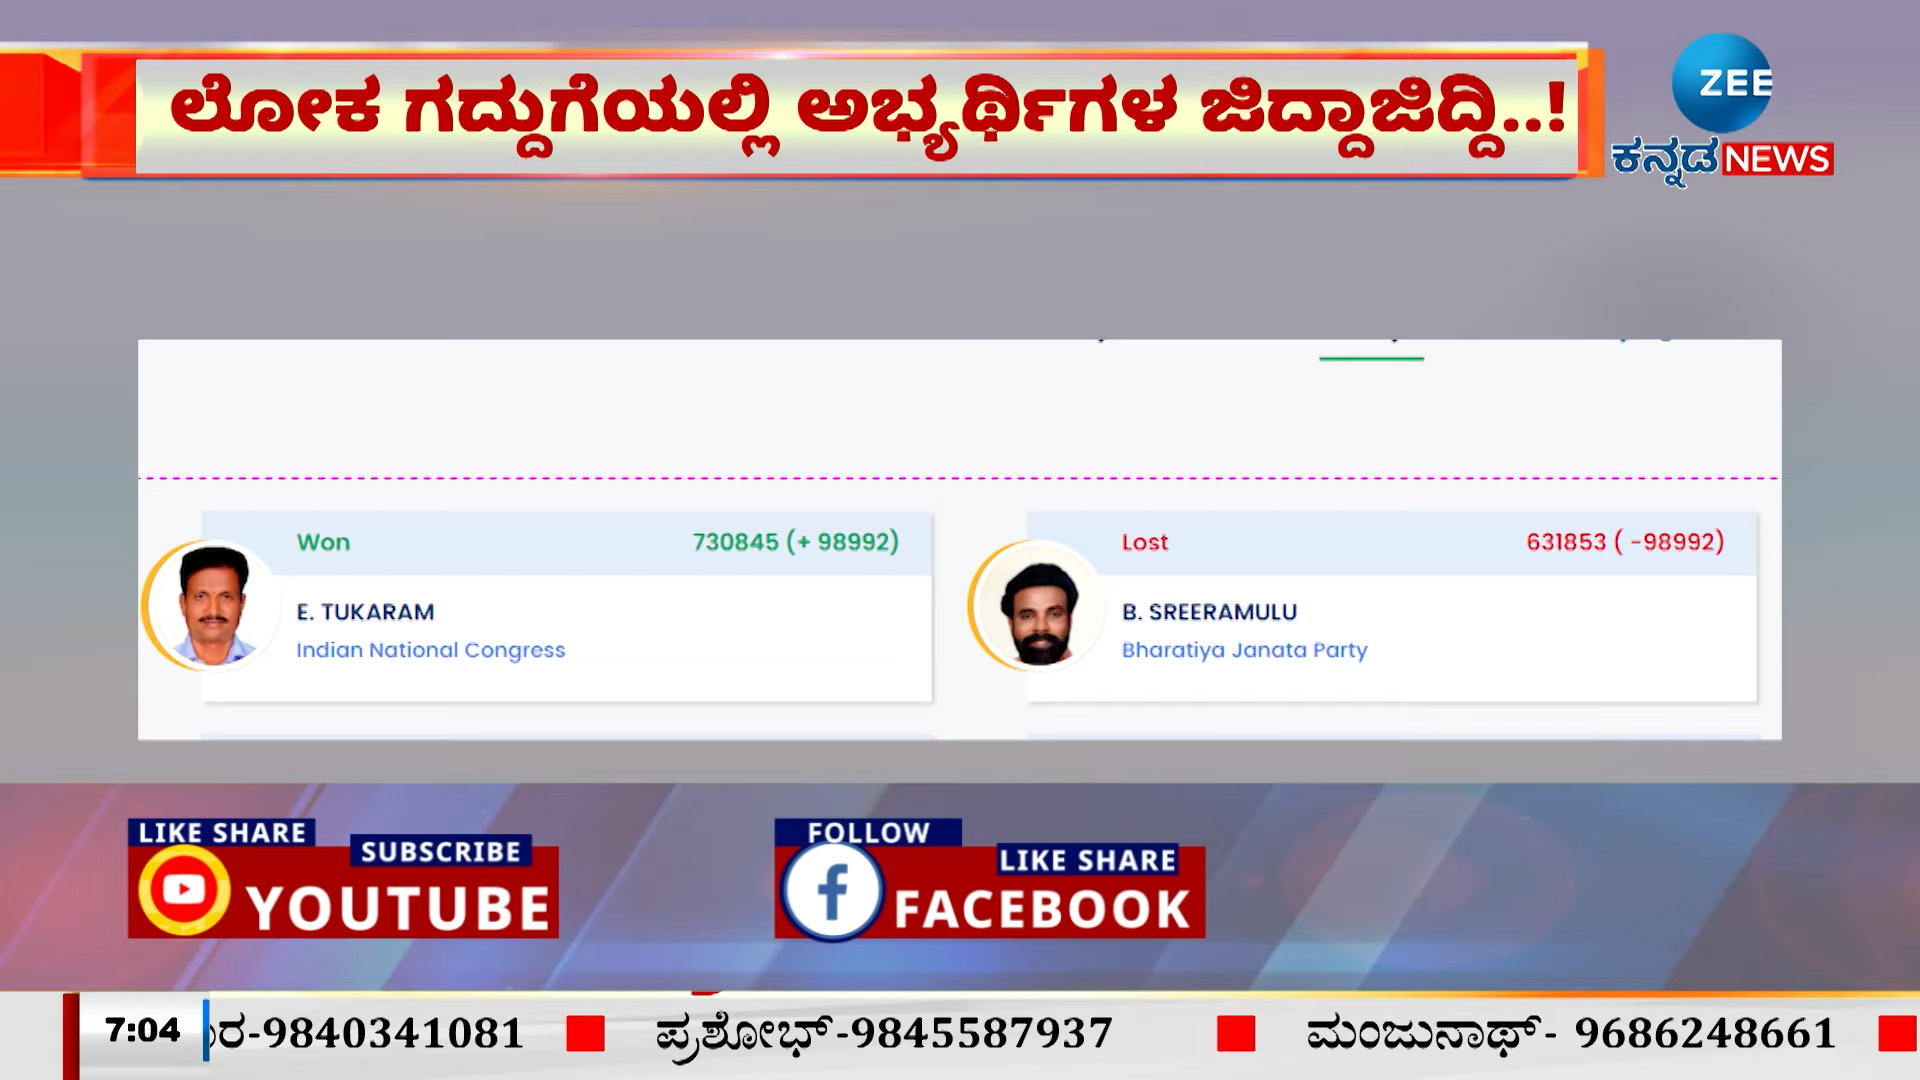 ಲೋಕ ಗದ್ದುಗೆಯಲ್ಲಿ ಅಭ್ಯರ್ಥಿಗಳ ಜಿದ್ದಾಜಿದ್ದಿ..!
ZEE
ಕನ್ನಡ NEWS
Won 730845 (+ 98992)
E. TUKARAM
Indian National Congress
Lost 631853 ( -98992)
B. SREERAMULU
Bharatiya Janata Party
LIKE SHARE
SUBSCRIBE
YOUTUBE
FOLLOW
LIKE SHARE
FACEBOOK
7:04
ರ-9840341081 ಪ್ರಶೋಭ್-9845587937 ಮಂಜುನಾಥ್- 9686248661